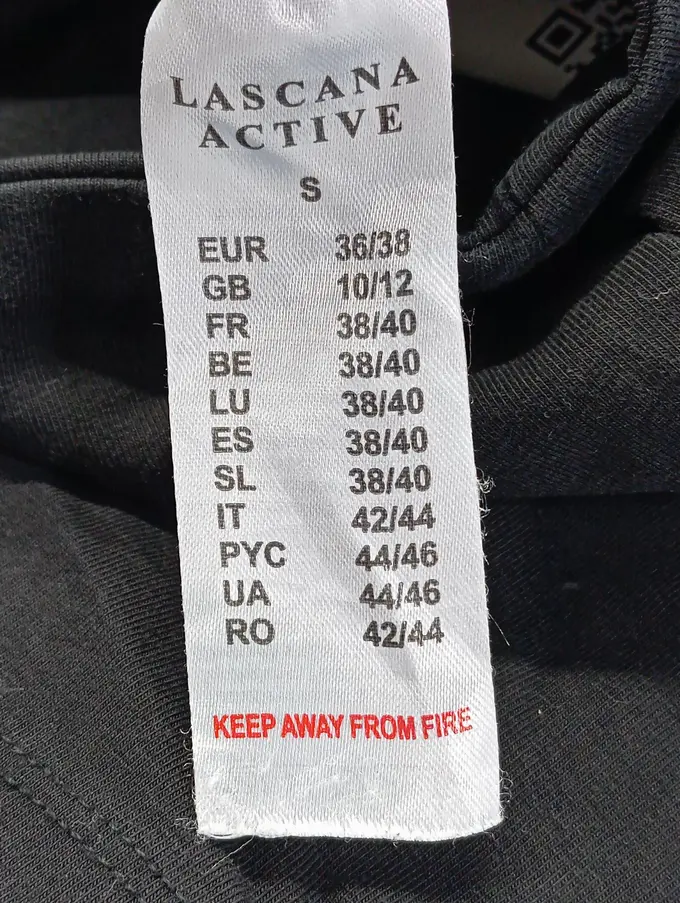 LASCANA
ACTIVE
S
EUR 36/38
GB 10/12
FR 38/40
BE 38/40
LU 38/40
ES 38/40
SL 38/40
IT 42/44
РУС 44/46
UA 44/46
RO 42/44
KEEP AWAY FROM FIRE